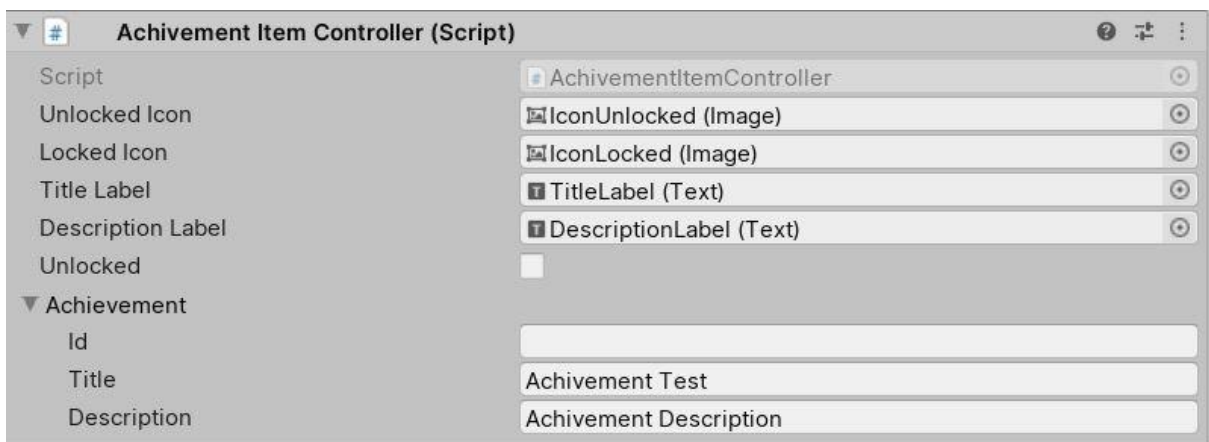 Achivement Item Controller (Script)
Script AchivementItemController
Unlocked Icon IconUnlocked (Image)
Locked Icon IconLocked (Image)
Title Label TitleLabel (Text)
Description Label DescriptionLabel (Text)
Unlocked
Achievement
Id
Title Achivement Test
Description Achivement Description